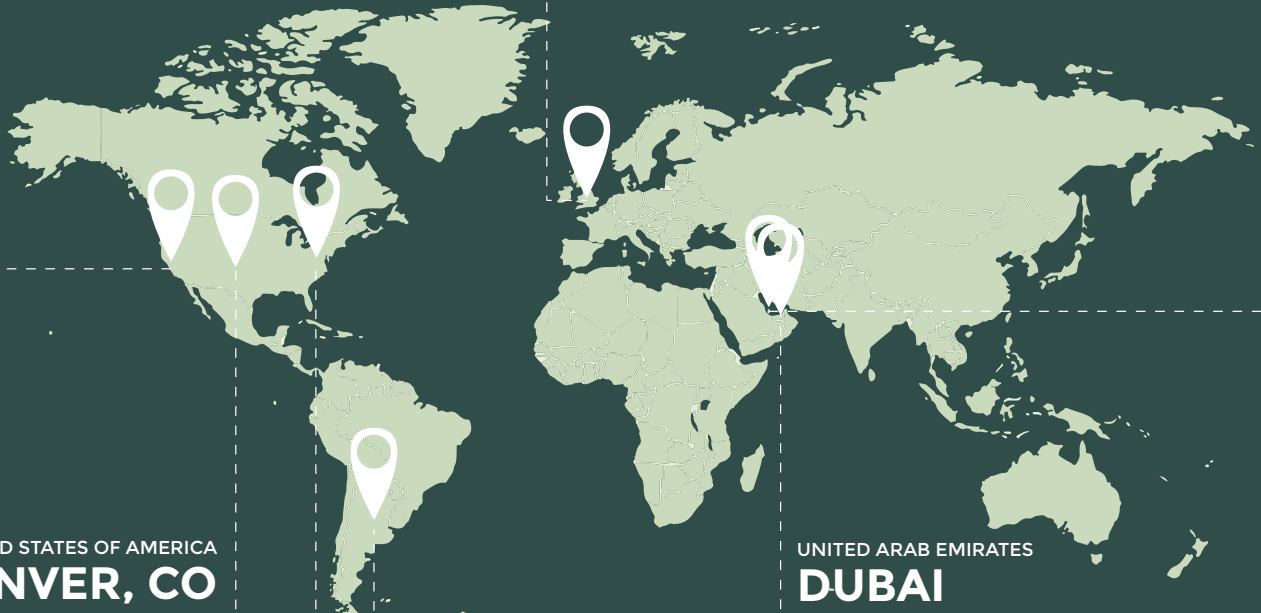 D STATES OF AMERICA
NVER, CO
UNITED ARAB EMIRATES
DUBAI